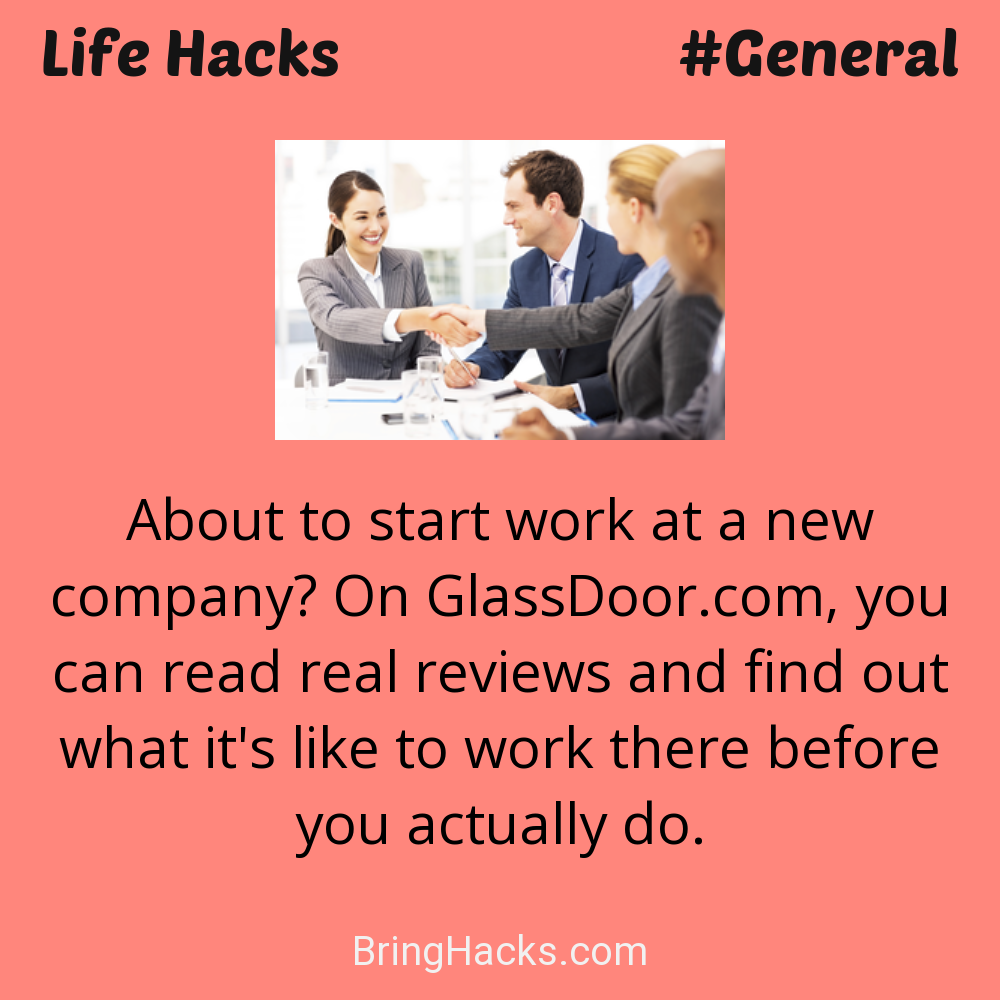 Life Hacks #General
About to start work at a new
company? On GlassDoor.com, you
can read real reviews and find out
what it's like to work there before
you actually do.
BringHacks.com